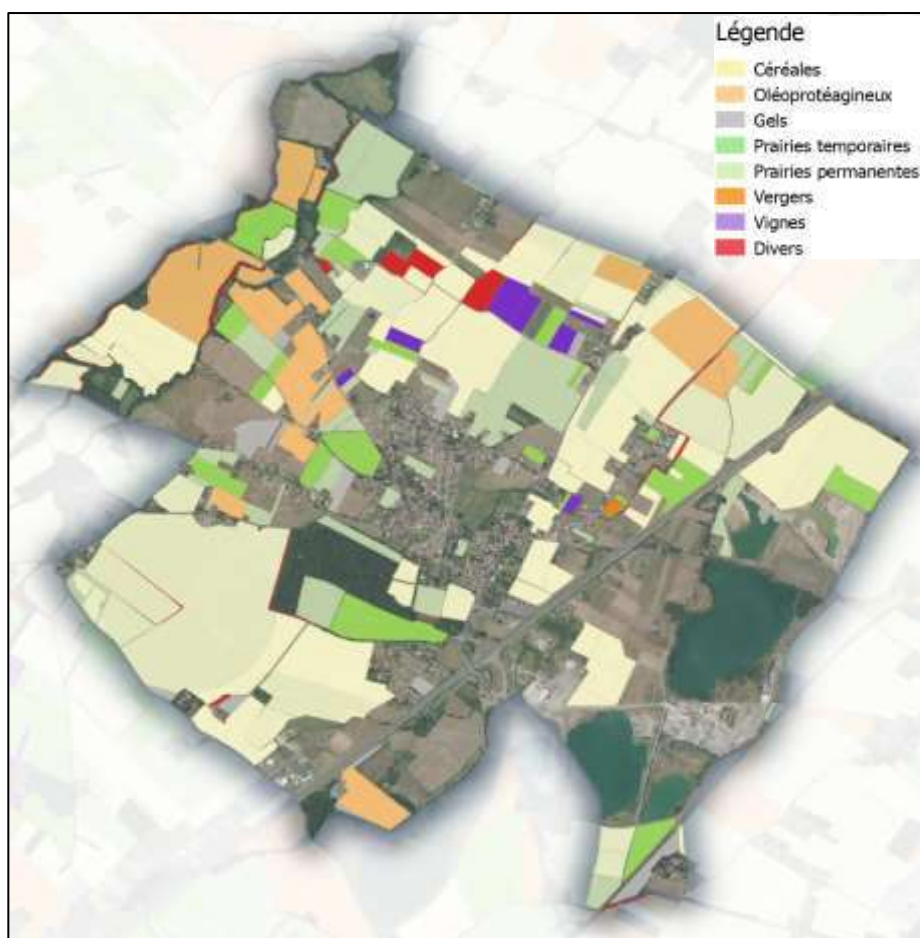 Légende
Céréales
Oléoprotéagineux
Gels
Prairies temporaires
Prairies permanentes
Vergers
Vignes
Divers